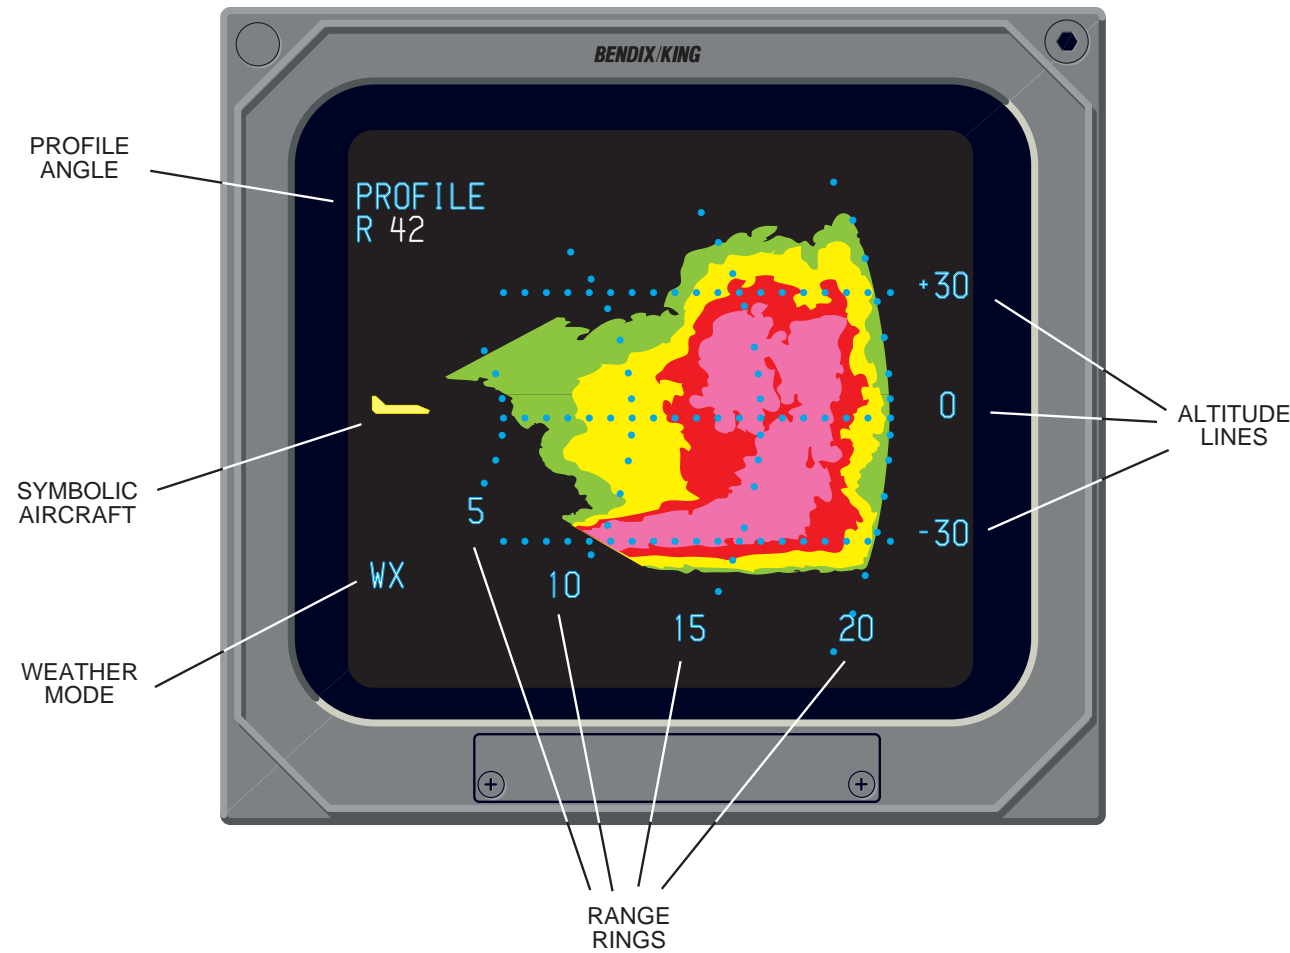 BENDIX/KING
PROFILE
ANGLE
PROFILE
R 42
+30
0
ALTITUDE
LINES
SYMBOLIC
AIRCRAFT
5
-30
WX
10
15
20
WEATHER
MODE
RANGE
RINGS